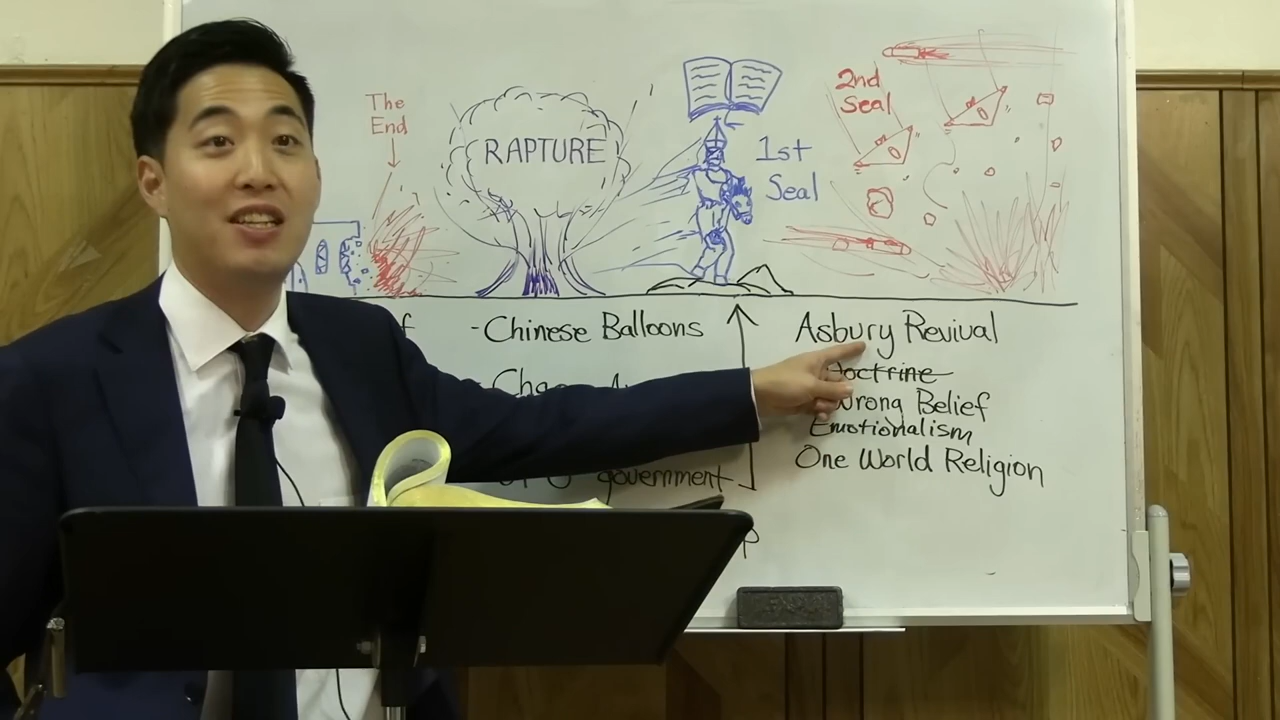 The
End
RAPTURE
1st
Seal
2nd
Seal
- Chinese Balloons
government
Asbury Revival
Doctrine
Wrong Belief
Emotionalism
One World Religion